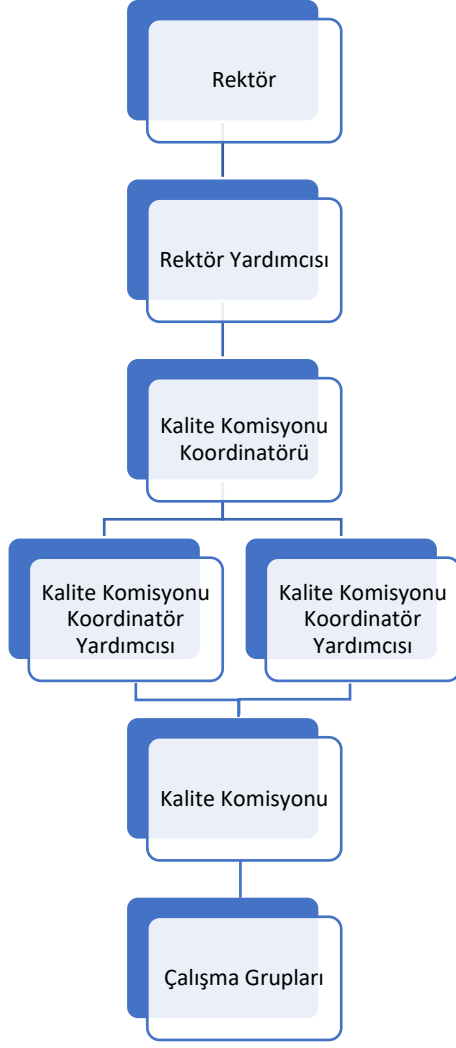 Rektör
Rektör Yardımcısı
Kalite Komisyonu
Koordinatörü
Kalite Komisyonu
Koordinatör
Yardımcısı
Kalite Komisyonu
Koordinatör
Yardımcısı
Kalite Komisyonu
Çalışma Grupları